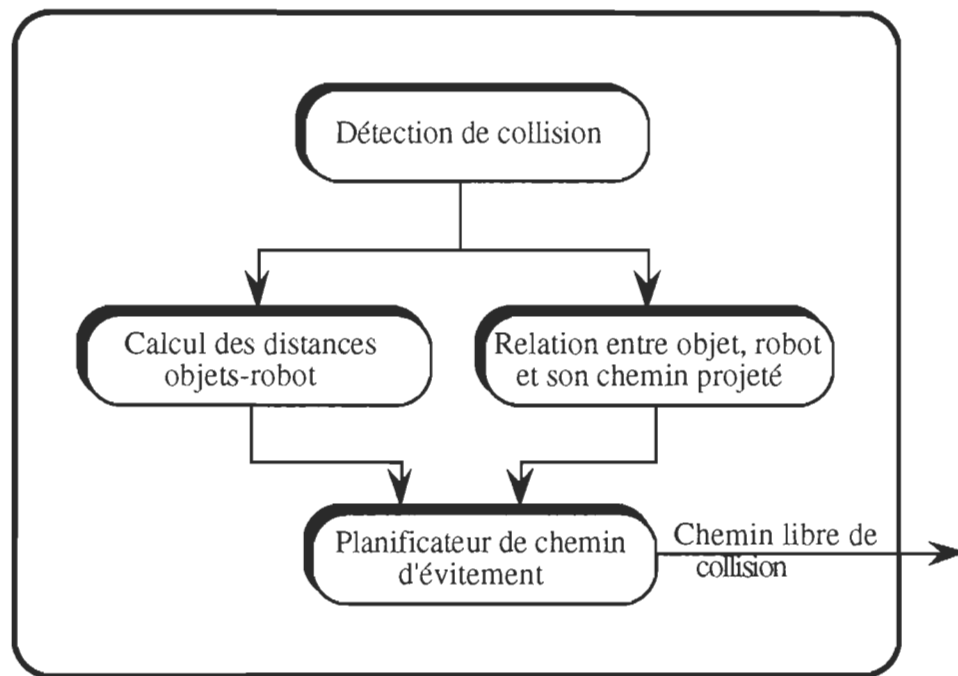 Détection de collision
Calcul des distances
objets-robot
Relation entre objet, robot
et son chemin projeté
Planificateur de chemin
d'évitement
Chemin libre de
collision